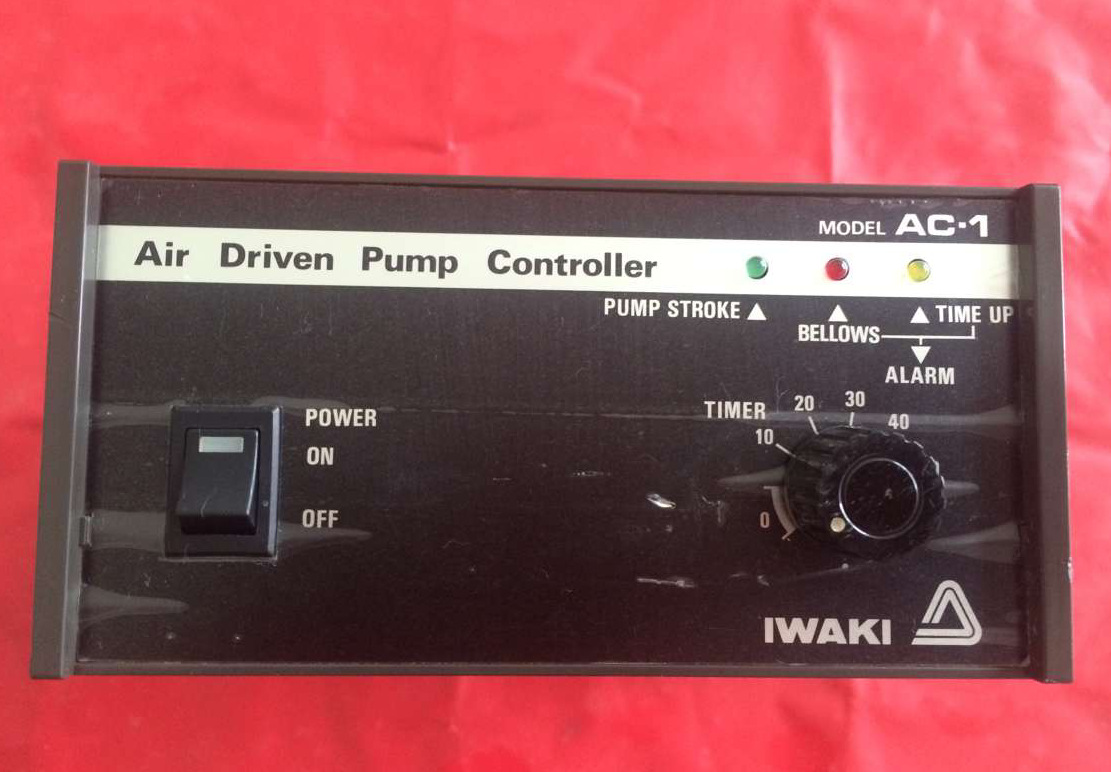 MODEL AC-1
Air Driven Pump Controller
PUMP STROKE ▲ ▲ ▲ TIME UP
BELLOWS
▼
ALARM
POWER
ON
OFF
TIMER
0 10 20 30 40
IWAKI